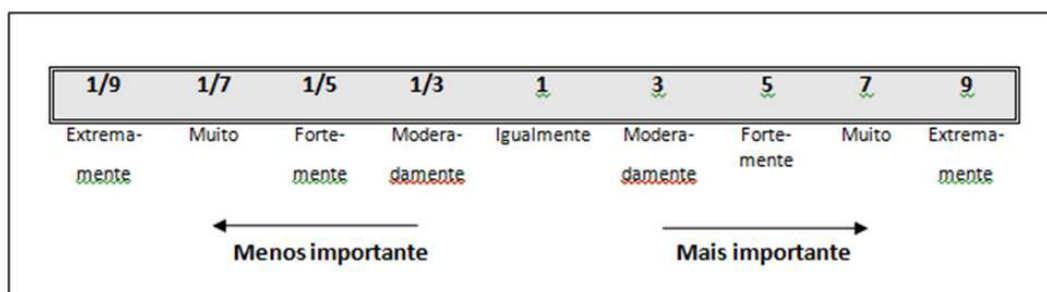 1/9 1/7 1/5 1/3 1 3 5 7 9
Extrema- Muito Forte- Modera- Igualmente Modera- Forte- Muito Extrema-
mente mente damente damente mente mente
Menos importante Mais importante